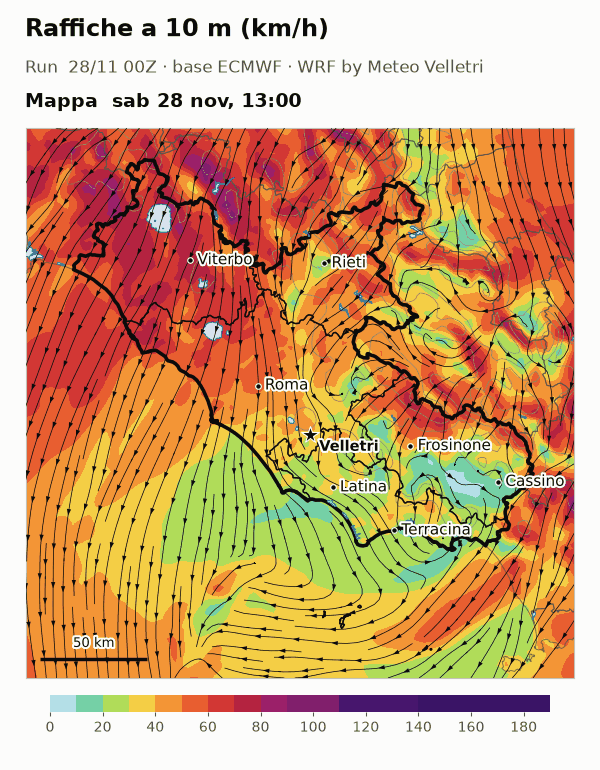 Raffiche a 10 m (km/h)
Run 28/11 00Z · base ECMWF · WRF by Meteo Velletri
Mappa sab 28 nov, 13:00
Viterbo
Rieti
Roma
Velletri
Frosinone
Latina
Cassino
Terracina
50 km
0 20 40 60 80 100 120 140 160 180